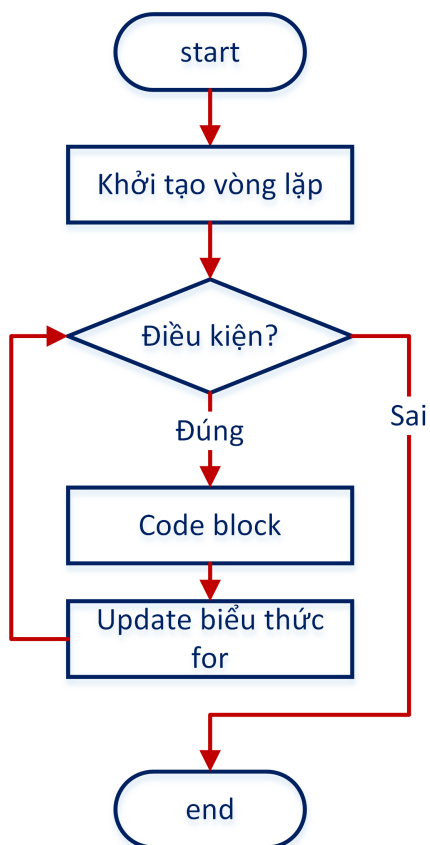 start
Khởi tạo vòng lặp
Điều kiện?
Đúng
Sai
Code block
Update biểu thức
for
end